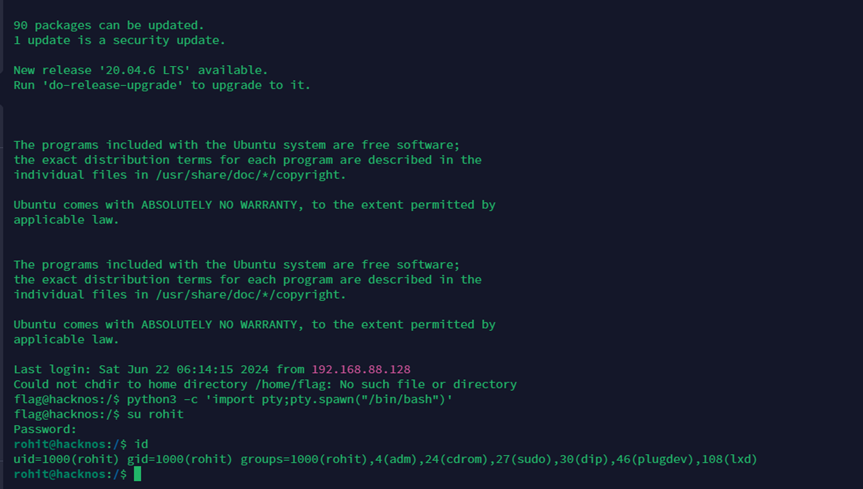 90 packages can be updated.
1 update is a security update.
New release '20.04.6 LTS' available.
Run 'do-release-upgrade' to upgrade to it.
The programs included with the Ubuntu system are free software;
the exact distribution terms for each program are described in the
individual files in /usr/share/doc/*/copyright.
Ubuntu comes with ABSOLUTELY NO WARRANTY, to the extent permitted by
applicable law.
The programs included with the Ubuntu system are free software;
the exact distribution terms for each program are described in the
individual files in /usr/share/doc/*/copyright.
Ubuntu comes with ABSOLUTELY NO WARRANTY, to the extent permitted by
applicable law.
Last login: Sat Jun 22 06:14:15 2024 from 192.168.88.128
Could not chdir to home directory /home/flag: No such file or directory
flag@hacknos:/$ python3 -c 'import pty;pty.spawn("/bin/bash")'
flag@hacknos:/$ su rohit
Password:
rohit@hacknos:/$ id
uid=1000(rohit) gid=1000(rohit) groups=1000(rohit),4(adm),24(cdrom),27(sudo),30(dip),46(plugdev),108(lxd)
rohit@hacknos:/$